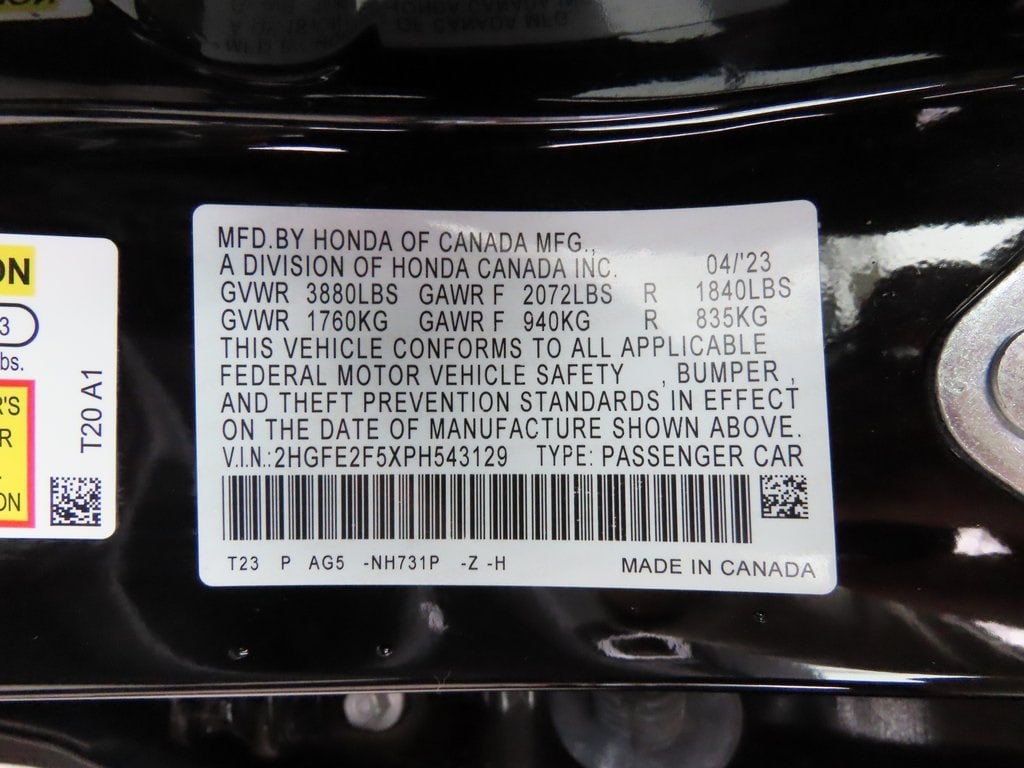 MFD.BY HONDA OF CANADA MFG.,
A DIVISION OF HONDA CANADA INC. 04/'23
GVWR 3880LBS GAWR F 2072LBS R 1840LBS
GVWR 1760KG GAWR F 940KG R 835KG
THIS VEHICLE CONFORMS TO ALL APPLICABLE
FEDERAL MOTOR VEHICLE SAFETY , BUMPER ,
AND THEFT PREVENTION STANDARDS IN EFFECT
ON THE DATE OF MANUFACTURE SHOWN ABOVE.
V.I.N.:2HGFE2F5XPH543129 TYPE: PASSENGER CAR
T23 P AG5 -NH731P -Z -H MADE IN CANADA
ON
3
bs.
R'S
R
ON
T20 A1